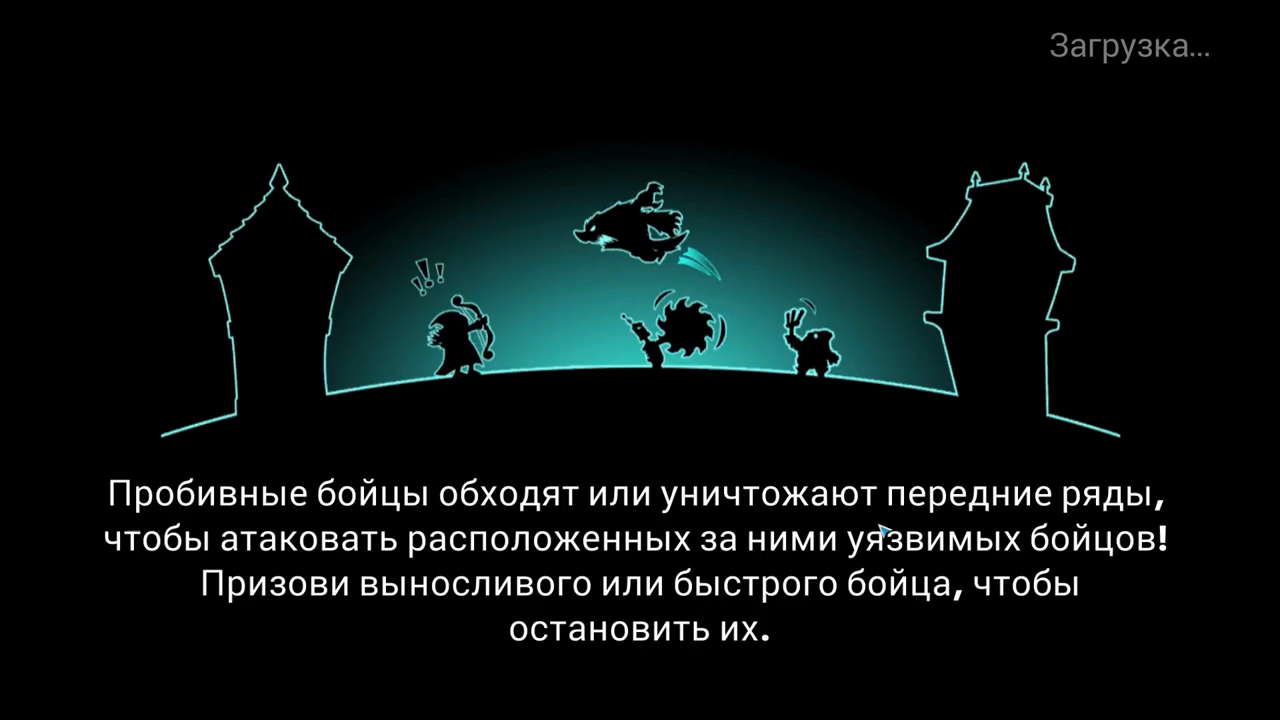 Загрузка...
Пробивные бойцы обходят или уничтожают передние ряды,
чтобы атаковать расположенных за ними уязвимых бойцов!
Призови выносливого или быстрого бойца, чтобы
остановить их.